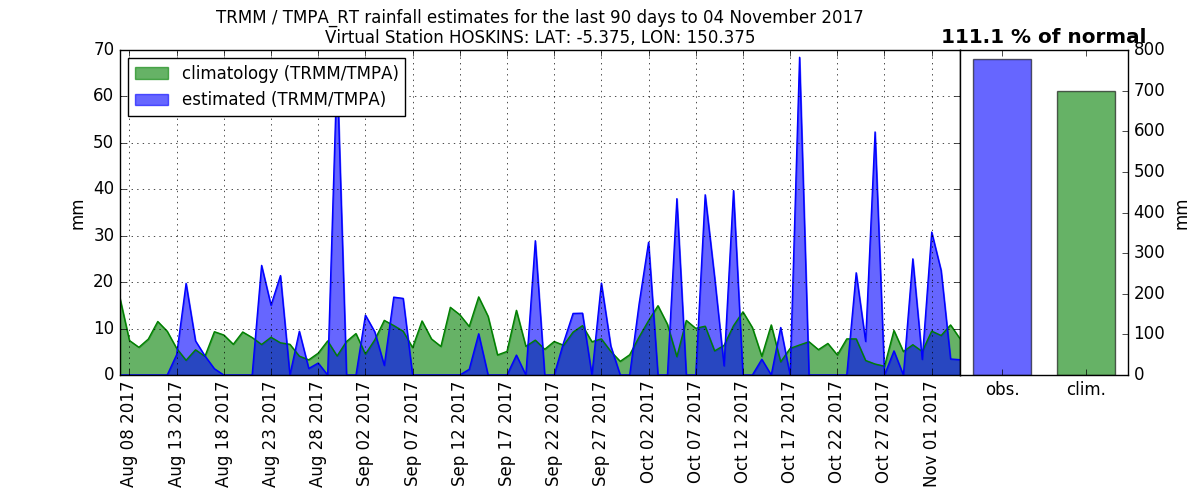 TRMM / TMPA_RT rainfall estimates for the last 90 days to 04 November 2017
Virtual Station HOSKINS: LAT: -5.375, LON: 150.375
111.1 % of normal
climatology (TRMM/TMPA)
estimated (TRMM/TMPA)
70
60
50
40
30
20
10
0
mm
800
700
600
500
400
300
200
100
0
mm
Aug 08 2017
Aug 13 2017
Aug 18 2017
Aug 23 2017
Aug 28 2017
Sep 02 2017
Sep 07 2017
Sep 12 2017
Sep 17 2017
Sep 22 2017
Sep 27 2017
Oct 02 2017
Oct 07 2017
Oct 12 2017
Oct 17 2017
Oct 22 2017
Oct 27 2017
Nov 01 2017
obs.
clim.